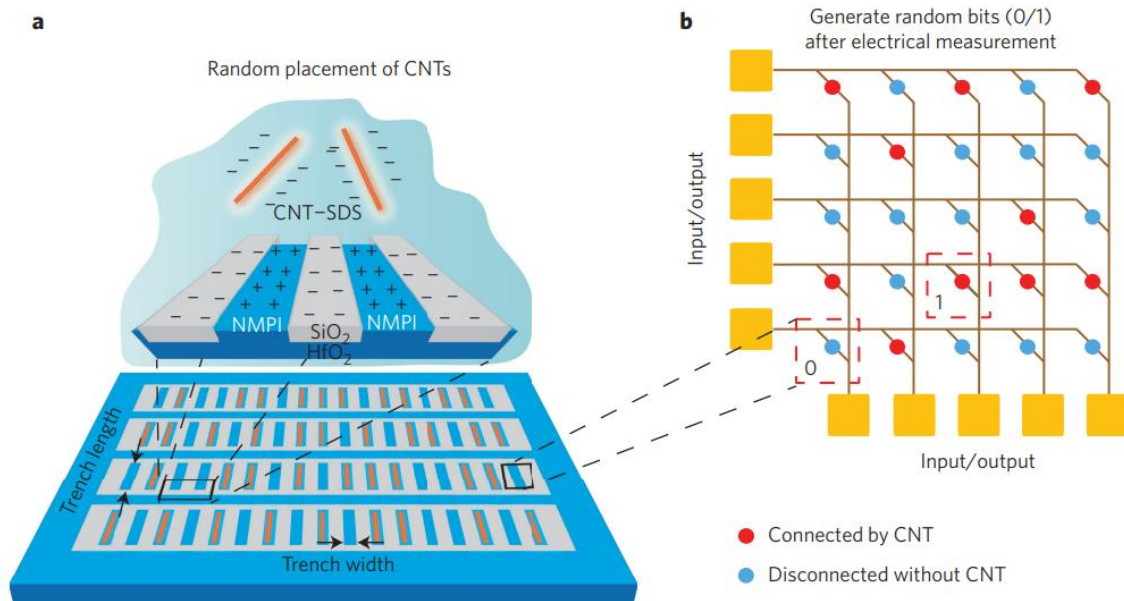 a
Random placement of CNTs
CNT–SDS
NMPI
NMPI
SiO₂
HfO₂
Trench length
Trench width
b
Generate random bits (0/1)
after electrical measurement
Input/output
1
0
Input/output
Connected by CNT
Disconnected without CNT